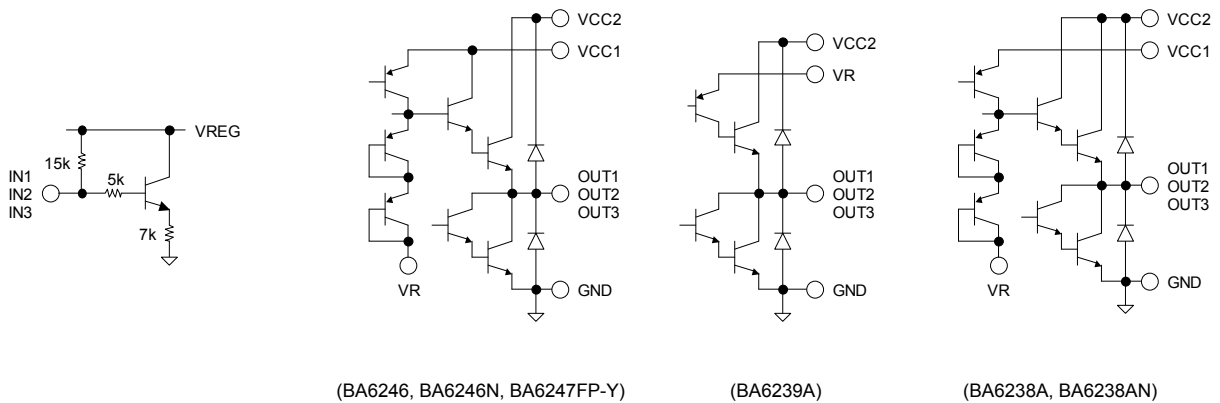 VREG
15k
5k
IN1
IN2
IN3
7k
VCC2
VCC1
OUT1
OUT2
OUT3
VR
GND
(BA6246, BA6246N, BA6247FP-Y)
VCC2
VR
OUT1
OUT2
OUT3
GND
(BA6239A)
VCC2
VCC1
OUT1
OUT2
OUT3
VR
GND
(BA6238A, BA6238AN)